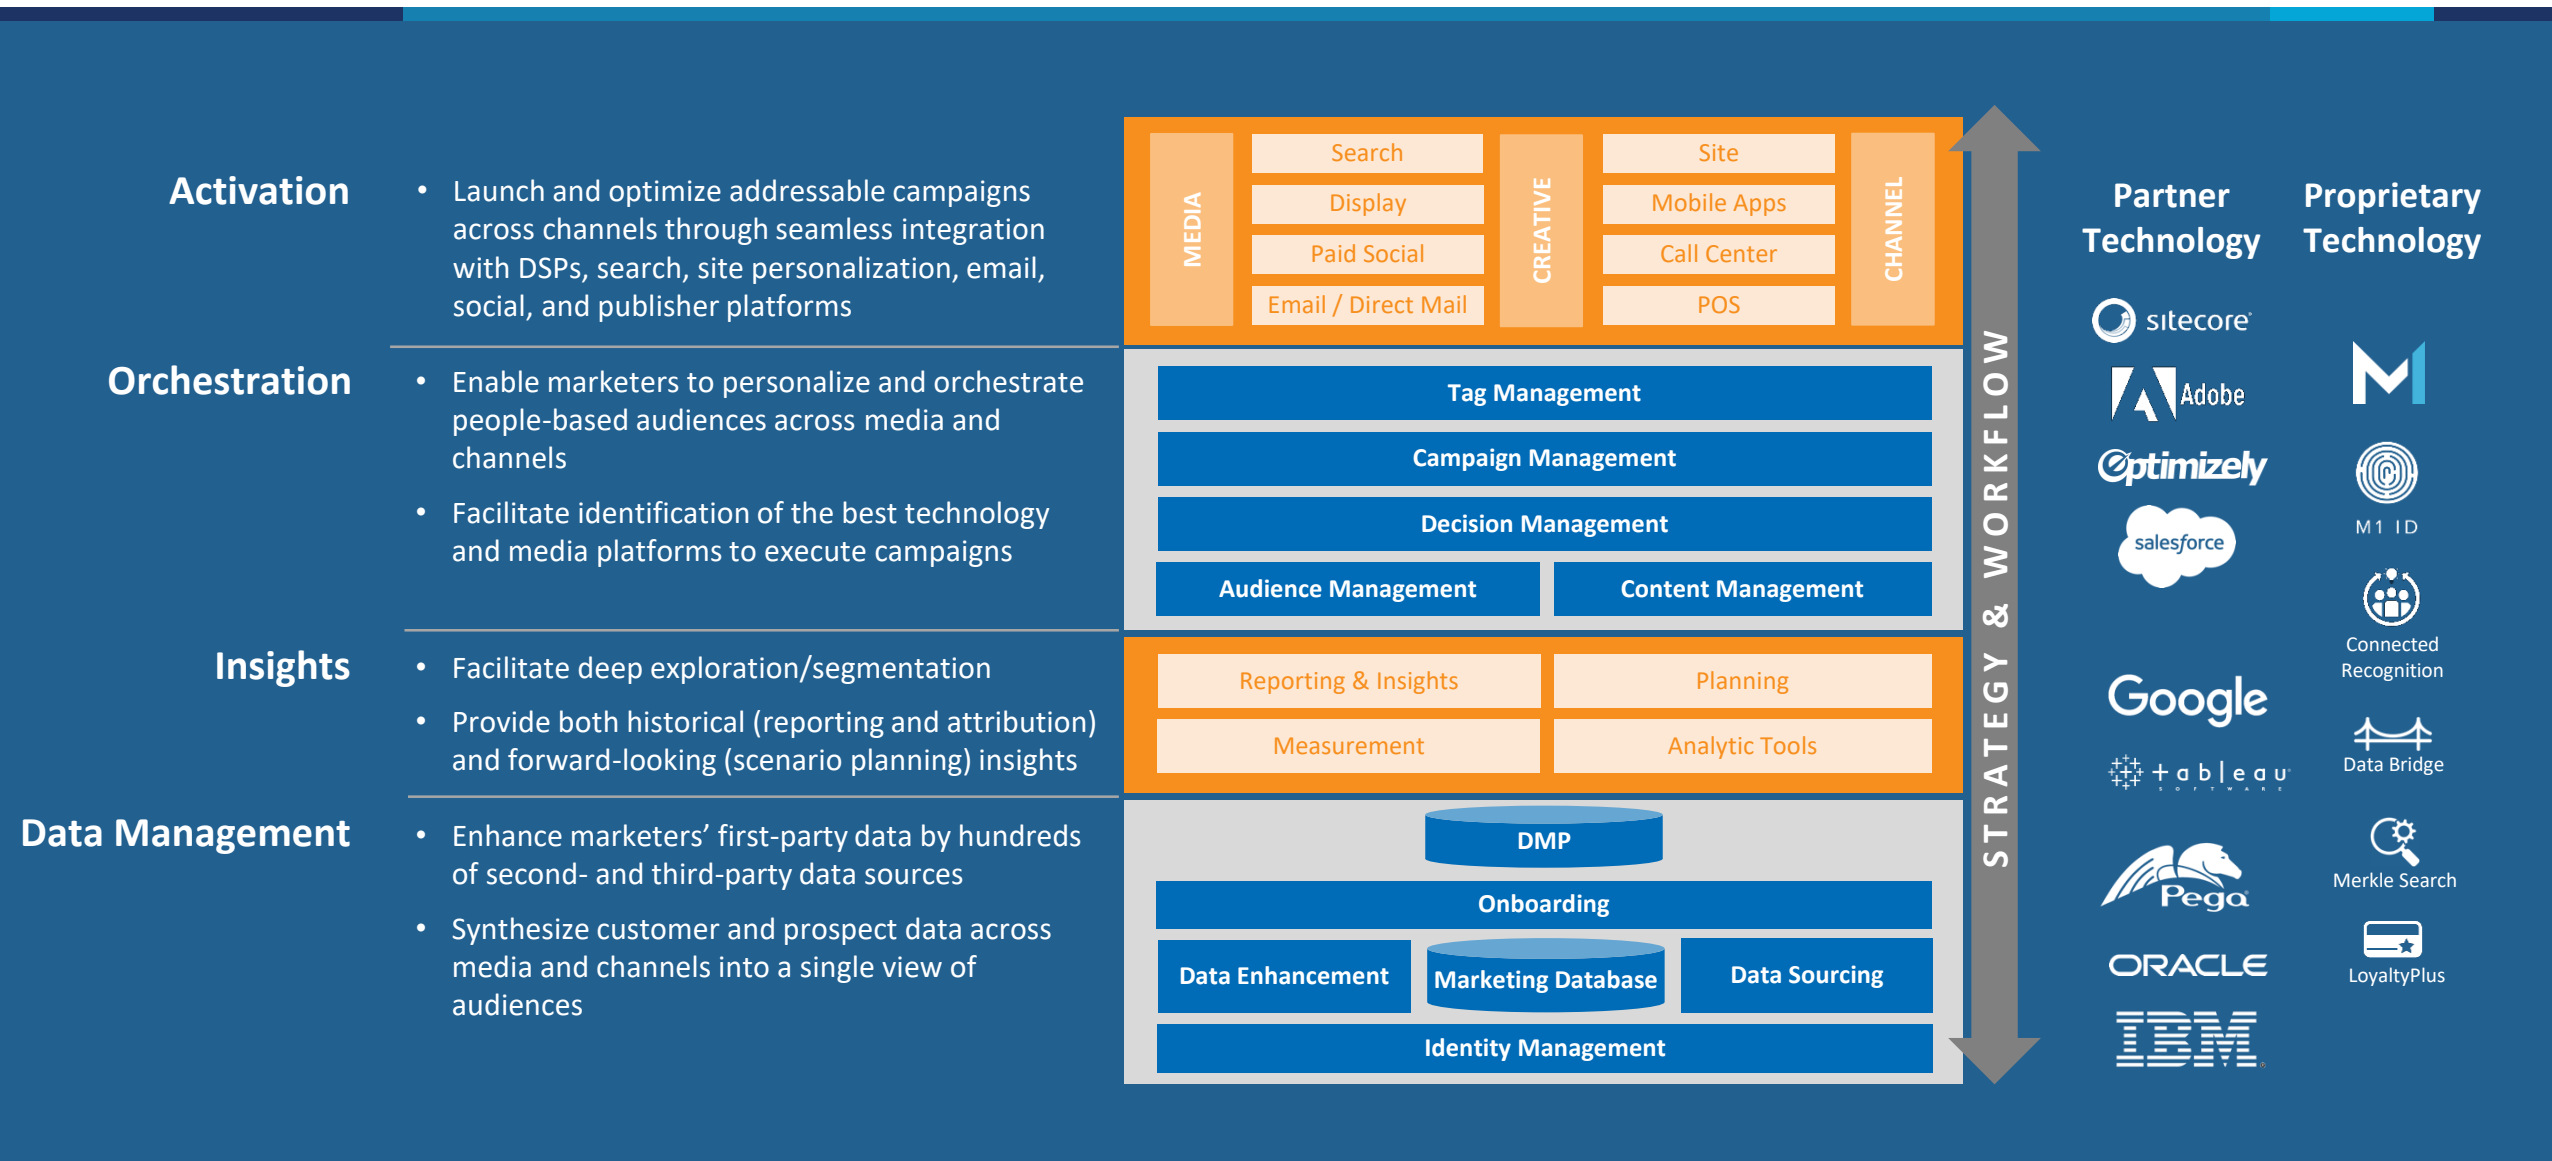 Activation
• Launch and optimize addressable campaigns
across channels through seamless integration
with DSPs, search, site personalization, email,
social, and publisher platforms
Orchestration
• Enable marketers to personalize and orchestrate
people-based audiences across media and
channels
• Facilitate identification of the best technology
and media platforms to execute campaigns
Insights
• Facilitate deep exploration/segmentation
• Provide both historical (reporting and attribution)
and forward-looking (scenario planning) insights
Data Management
• Enhance marketers’ first-party data by hundreds
of second- and third-party data sources
• Synthesize customer and prospect data across
media and channels into a single view of
audiences
MEDIA
Search
Display
Paid Social
Email / Direct Mail
CREATIVE
Site
Mobile Apps
Call Center
POS
CHANNEL
Tag Management
Campaign Management
Decision Management
Audience Management
Content Management
Reporting & Insights
Planning
Measurement
Analytic Tools
DMP
Onboarding
Data Enhancement
Marketing Database
Data Sourcing
Identity Management
STRATEGY & WORKFLOW
Partner
Technology
sitecore
Adobe
Optimizely
salesforce
Google
tableau
SOFTWARE
Pega
ORACLE
IBM
Proprietary
Technology
M1
M1 ID
Connected
Recognition
Data Bridge
Merkle Search
LoyaltyPlus